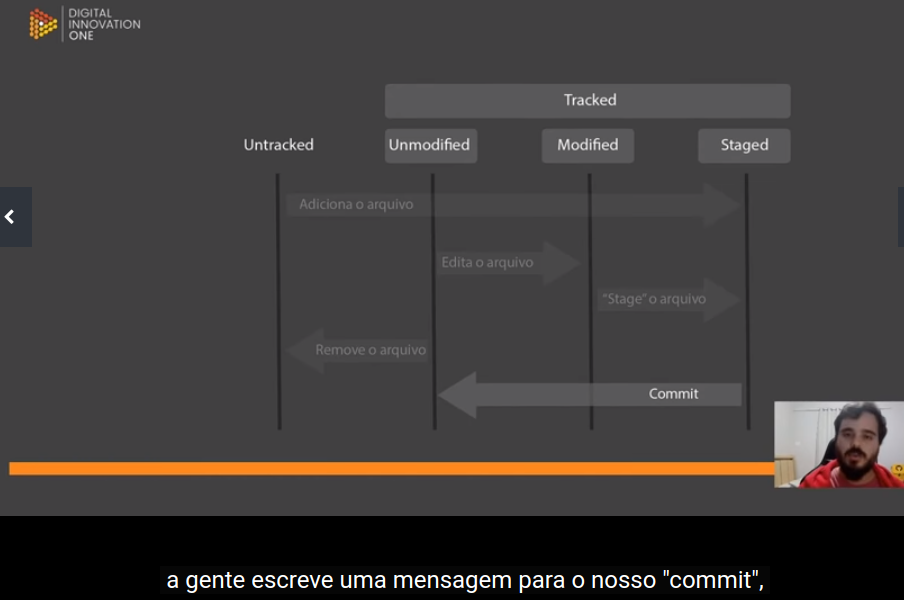 DIGITAL
INNOVATION
ONE
Tracked
Untracked
Unmodified
Modified
Staged
Adiciona o arquivo
Edita o arquivo
“Stage” o arquivo
Remove o arquivo
Commit
a gente escreve uma mensagem para o nosso "commit",